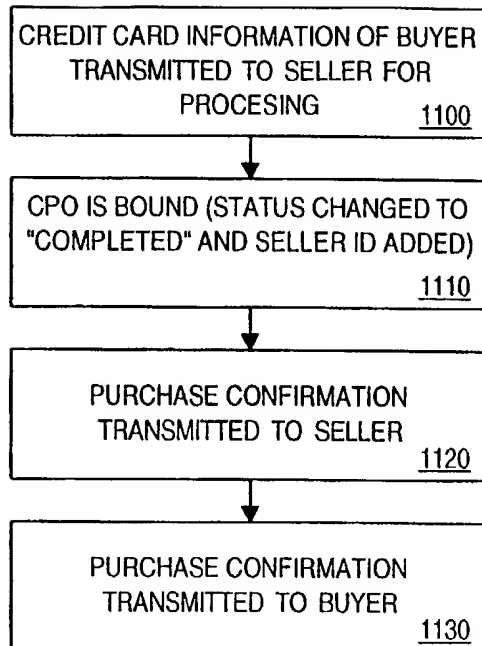 CREDIT CARD INFORMATION OF BUYER
TRANSMITTED TO SELLER FOR
PROCESING
1100
CPO IS BOUND (STATUS CHANGED TO
"COMPLETED" AND SELLER ID ADDED)
1110
PURCHASE CONFIRMATION
TRANSMITTED TO SELLER
1120
PURCHASE CONFIRMATION
TRANSMITTED TO BUYER
1130